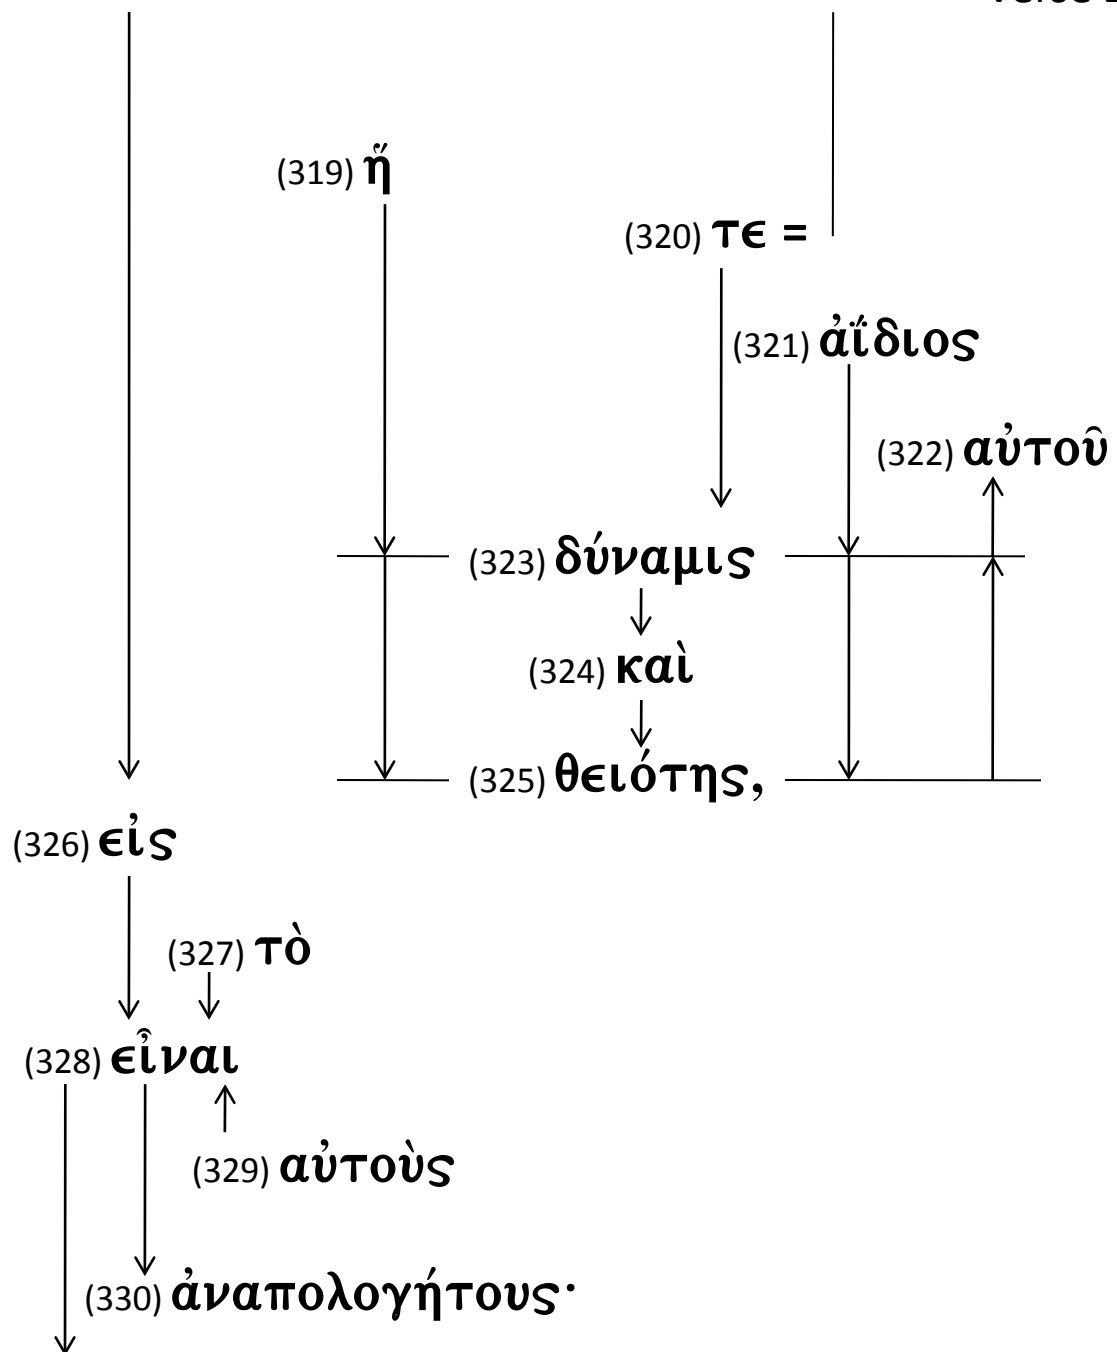 (319) ἥ
(320) τε =
(321) ἀΐδιος
(322) αὐτοῦ
(323) δύναμις
(324) καὶ
(325) θειότης,
(326) εἰς
(327) τὸ
(328) εἶναι
(329) αὐτοὺς
(330) ἀναπολογήτους·